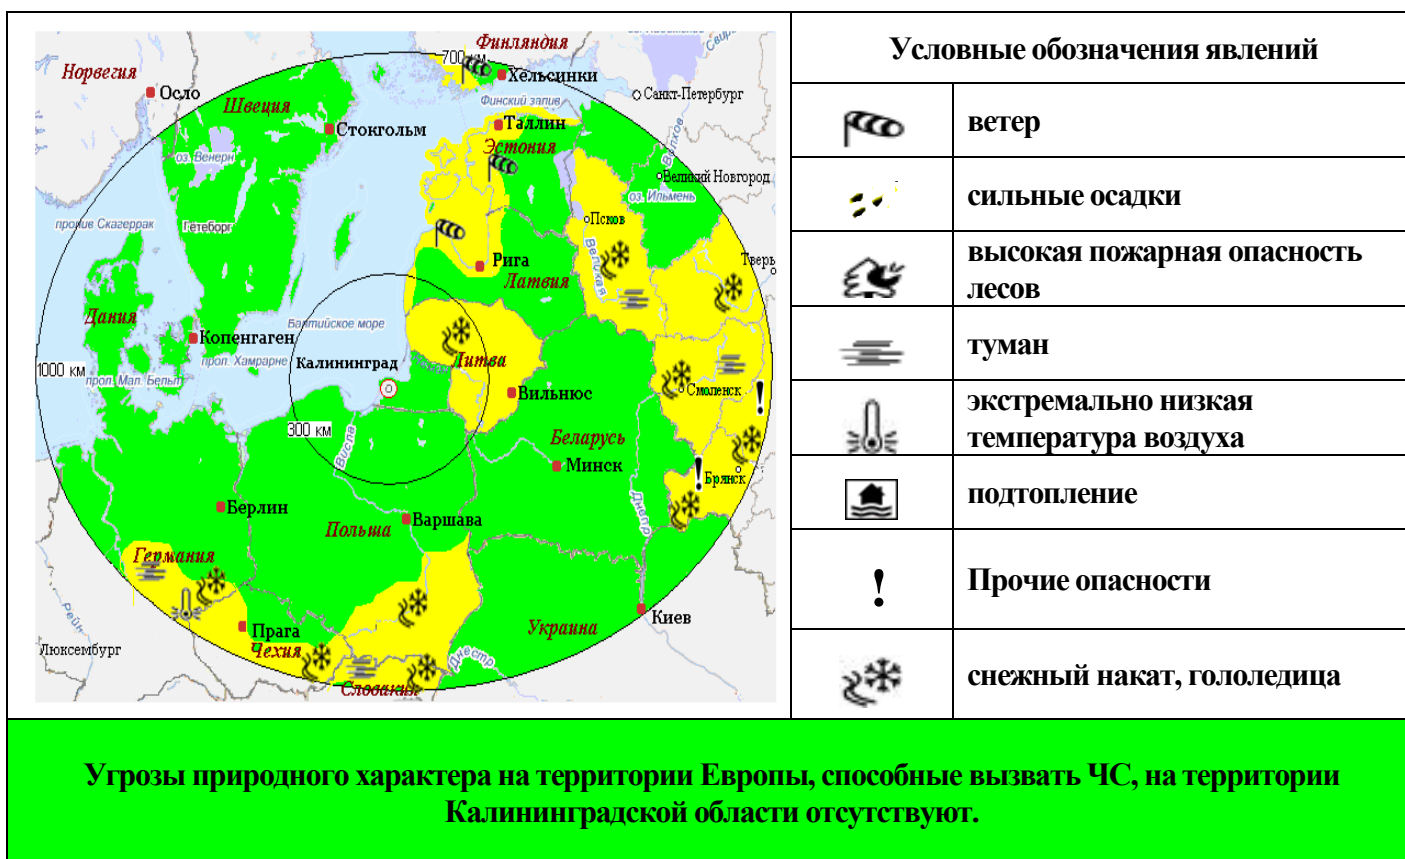 Финляндия
700 км
Хельсинки
Норвегия
Осло
Швеция
Санкт-Петербург
Финский залив
Стокгольм
Таллин
Эстония
Волхов
оз. Венерн
Великий Новгород
оз. Ильмень
Псков
пролив Скагеррак
Гетеборг
Великая
Тверь
Рига
Латвия
Дания
Балтийское море
Копенгаген
Литва
прол. Хамрарне
Калининград
1000 км
прол. Мал. Бельт
Смоленск
Вильнюс
300 км
Висла
Беларусь
Минск
Брянск
Берлин
Днепр
Польша
Варшава
Германия
Рейн
Киев
Прага
Украина
Чехия
Люксембург
Днестр
Словакия
Условные обозначения явлений
ветер
сильные осадки
высокая пожарная опасность
лесов
туман
экстремально низкая
температура воздуха
подтопление
! Прочие опасности
снежный накат, гололедица
Угрозы природного характера на территории Европы, способные вызвать ЧС, на территории
Калининградской области отсутствуют.